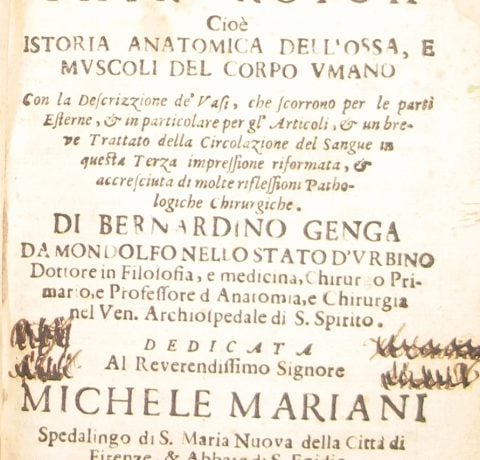 Cioè
ISTORIA ANATOMICA DELL'OSSA, E
MVSCOLI DEL CORPO VMANO
Con la Deſcrizzione de' Vaſi, che ſcorrono per le parti
Eſterne, & in particolare per gl' Articoli, & un bre-
ve Trattato della Circolazione del Sangue in
queſta Terza impreſſione riformata, &
accreſciuta di molte rifleſſioni Patho-
logiche Chirurgiche.
DI BERNARDINO GENGA
DA MONDOLFO NELLO STATO D'VRBINO
Dottore in Filoſofia, e medicina, Chirurgo Pri-
mario, e Profeſſore d Anatomia, e Chirurgia
nel Ven. Archioſpedale di S. Spirito.
DEDICATA
Al Reverendiſſimo Signore
MICHELE MARIANI
Spedalingo di S. Maria Nuova della Città di
Firenze, & Abbate di S. Egidio